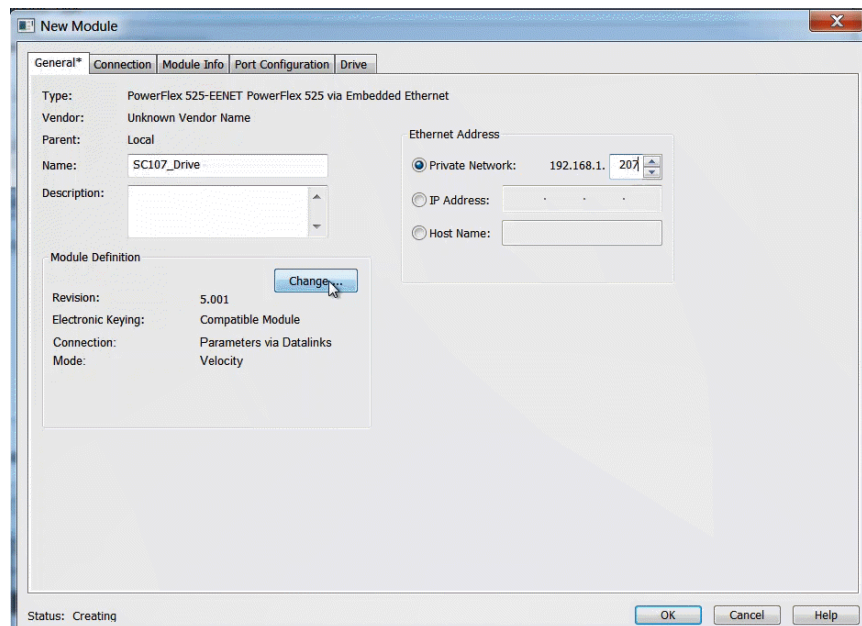 New Module
General* Connection Module Info Port Configuration Drive
Type: PowerFlex 525-EENET PowerFlex 525 via Embedded Ethernet
Vendor: Unknown Vendor Name
Parent: Local
Name: SC107_Drive
Description:
Ethernet Address
Private Network: 192.168.1. 207
IP Address: . . .
Host Name:
Module Definition
Change ...
Revision: 5.001
Electronic Keying: Compatible Module
Connection: Parameters via Datalinks
Mode: Velocity
Status: Creating
OK Cancel Help